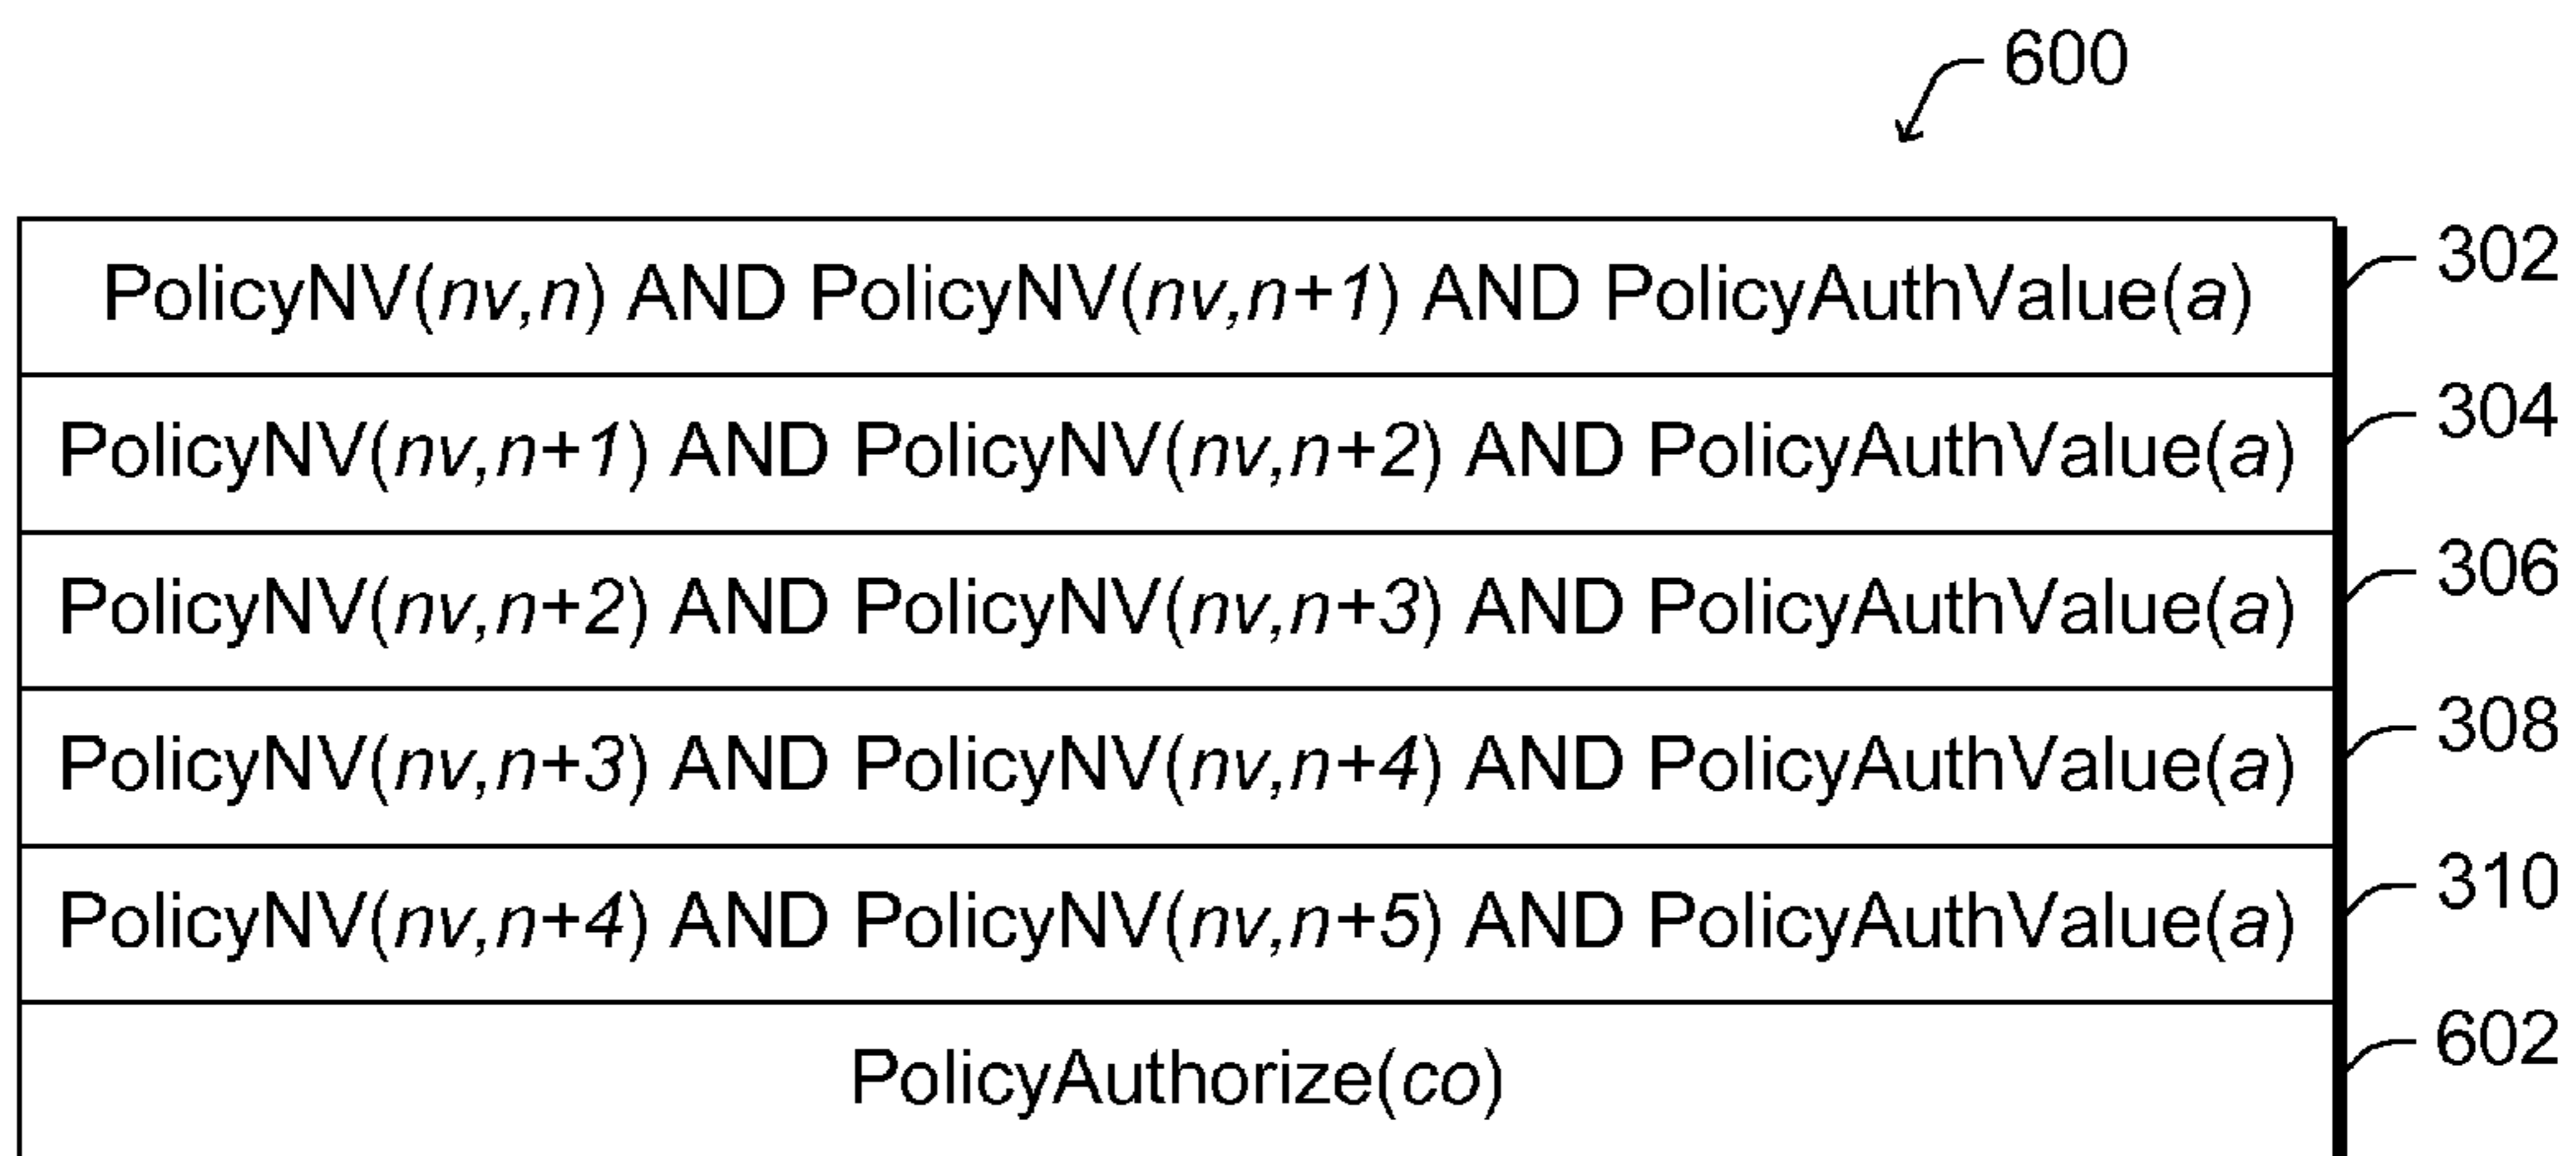 600
PolicyNV(nv,n) AND PolicyNV(nv,n+1) AND PolicyAuthValue(a) 302
PolicyNV(nv,n+1) AND PolicyNV(nv,n+2) AND PolicyAuthValue(a) 304
PolicyNV(nv,n+2) AND PolicyNV(nv,n+3) AND PolicyAuthValue(a) 306
PolicyNV(nv,n+3) AND PolicyNV(nv,n+4) AND PolicyAuthValue(a) 308
PolicyNV(nv,n+4) AND PolicyNV(nv,n+5) AND PolicyAuthValue(a) 310
PolicyAuthorize(co) 602